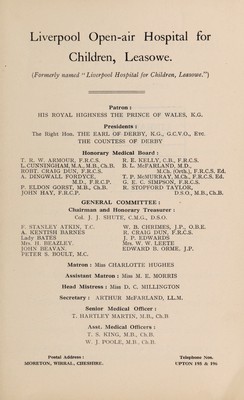 Liverpool Open-air Hospital for
Children, Leasowe.
(Formerly named "Liverpool Hospital for Children, Leasowe.")
Patron:
HIS ROYAL HIGHNESS THE PRINCE OF WALES, K.G.
Presidents:
The Right Hon. THE EARL OF DERBY, K.G., G.C.V.O., ETC.
THE COUNTESS OF DERBY
Honorary Medical Board:
T. R. W. ARMOUR, F.R.C.S.
L. CUNNINGHAM, M.A., M.B., Ch.B.
ROBT. CRAIG DUN, F.R.C.S.
A. DINGWALL FORDYCE,
M.D., F.R.C.P.
P. ELDON GORST, M.B., Ch.B.
JOHN HAY, F.R.C.P.
R. E. KELLY, C.B., F.R.C.S.
B. L. McFARLAND, M.D.,
M.Ch. (Orth.), F.R.C.S. Ed.
T. P. McMURRAY, M.Ch., F.R.C.S. Ed.
G. E. C. SIMPSON, F.R.C.S.
R. STOPFORD TAYLOR,
D.S.O., M.B., Ch.B.
GENERAL COMMITTEE:
Chairman and Honorary Treasurer:
Col. J. J. SHUTE, C.M.G., D.S.O.
F. STANLEY ATKIN, T.C.
A. KENTISH BARNES
Lady BATES
Mrs. H. BEAZLEY.
JOHN BEAVAN.
PETER S. BOULT, M.C.
W. B. CHRIMES, J.P., O.B.E.
R. CRAIG DUN, F.R.C.S.
J. P. EDWARDS
Mrs. W. W. LEETE
EDWARD B. ORME, J.P.
Matron: Miss CHARLOTTE HUGHES
Assistant Matron: Miss M. E. MORRIS
Head Mistress: Miss D. C. MILLINGTON
Secretary: ARTHUR McFARLAND, LL.M.
Senior Medical Officer:
T. HARTLEY MARTIN, M.B., Ch.B
Asst. Medical Officers:
T. S. KING, M.B., Ch.B.
W. J. POOLE, M.B., Ch.B.
Postal Address:
MORETON, WIRRAL, CHESHIRE.
Telephone Nos.
UPTON 195 & 196